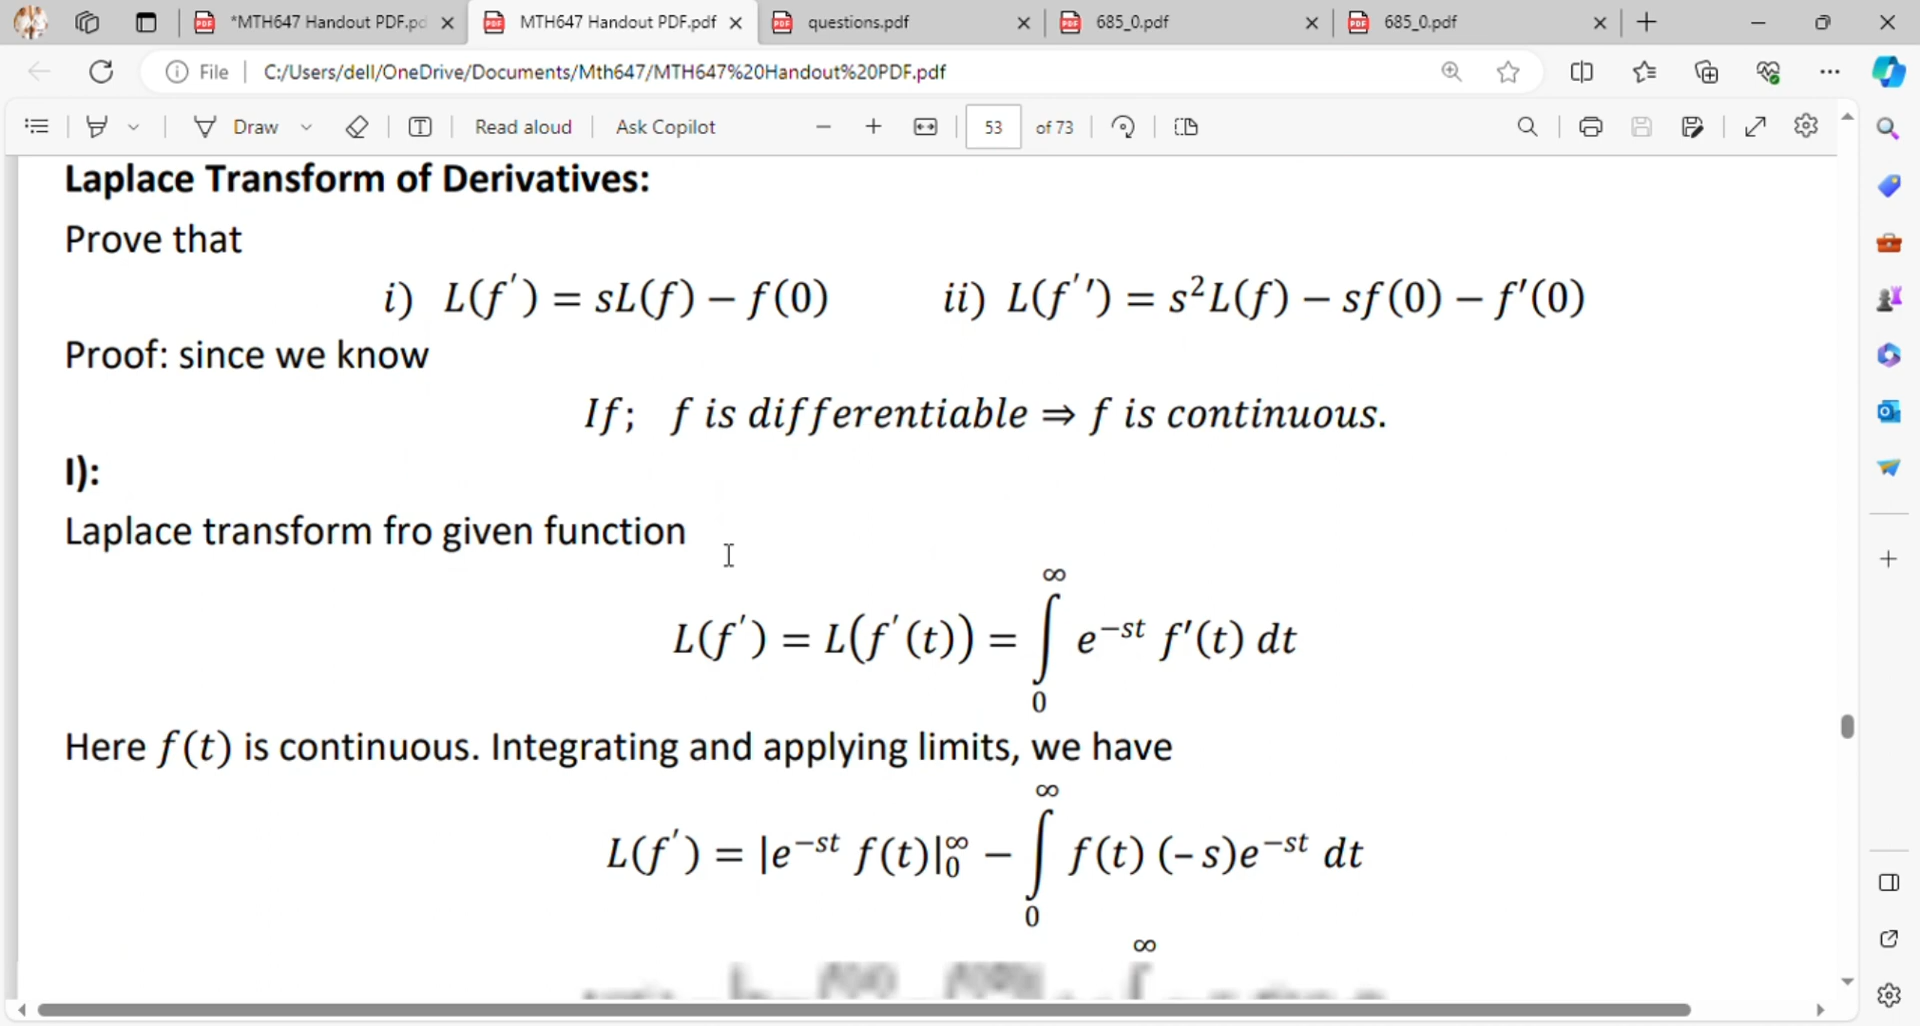 *MTH647 Handout PDF.pd
MTH647 Handout PDF.pdf
questions.pdf
685_0.pdf
685_0.pdf
File
C:/Users/dell/OneDrive/Documents/Mth647/MTH647%20Handout%20PDF.pdf
Draw
Read aloud
Ask Copilot
53
of 73
Laplace Transform of Derivatives:
Prove that
i) L(f′) = sL(f) − f(0) ii) L(f′′) = s²L(f) − sf(0) − f′(0)
Proof: since we know
If; f is differentiable ⇒ f is continuous.
I):
Laplace transform fro given function
L(f′) = L(f′(t)) = ∫₀^∞ e^{−st} f′(t) dt
Here f(t) is continuous. Integrating and applying limits, we have
L(f′) = |e^{−st} f(t)|₀^∞ − ∫₀^∞ f(t) (−s)e^{−st} dt
∞